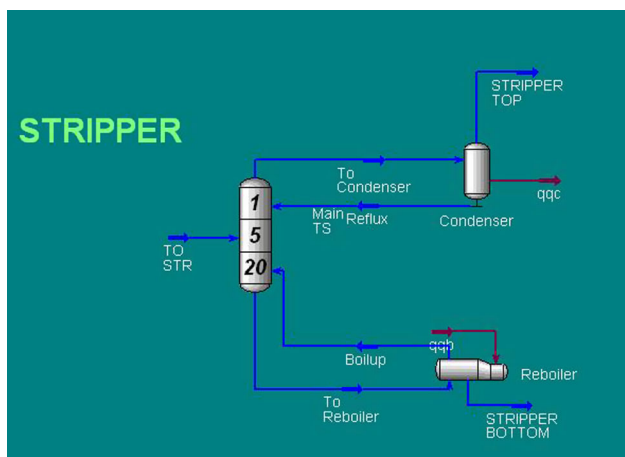 STRIPPER
STRIPPER
TOP
To
Condenser
qqc
1
Main
TS
Reflux
Condenser
TO
STR
5
20
qqb
Boilup
Reboiler
To
Reboiler
STRIPPER
BOTTOM